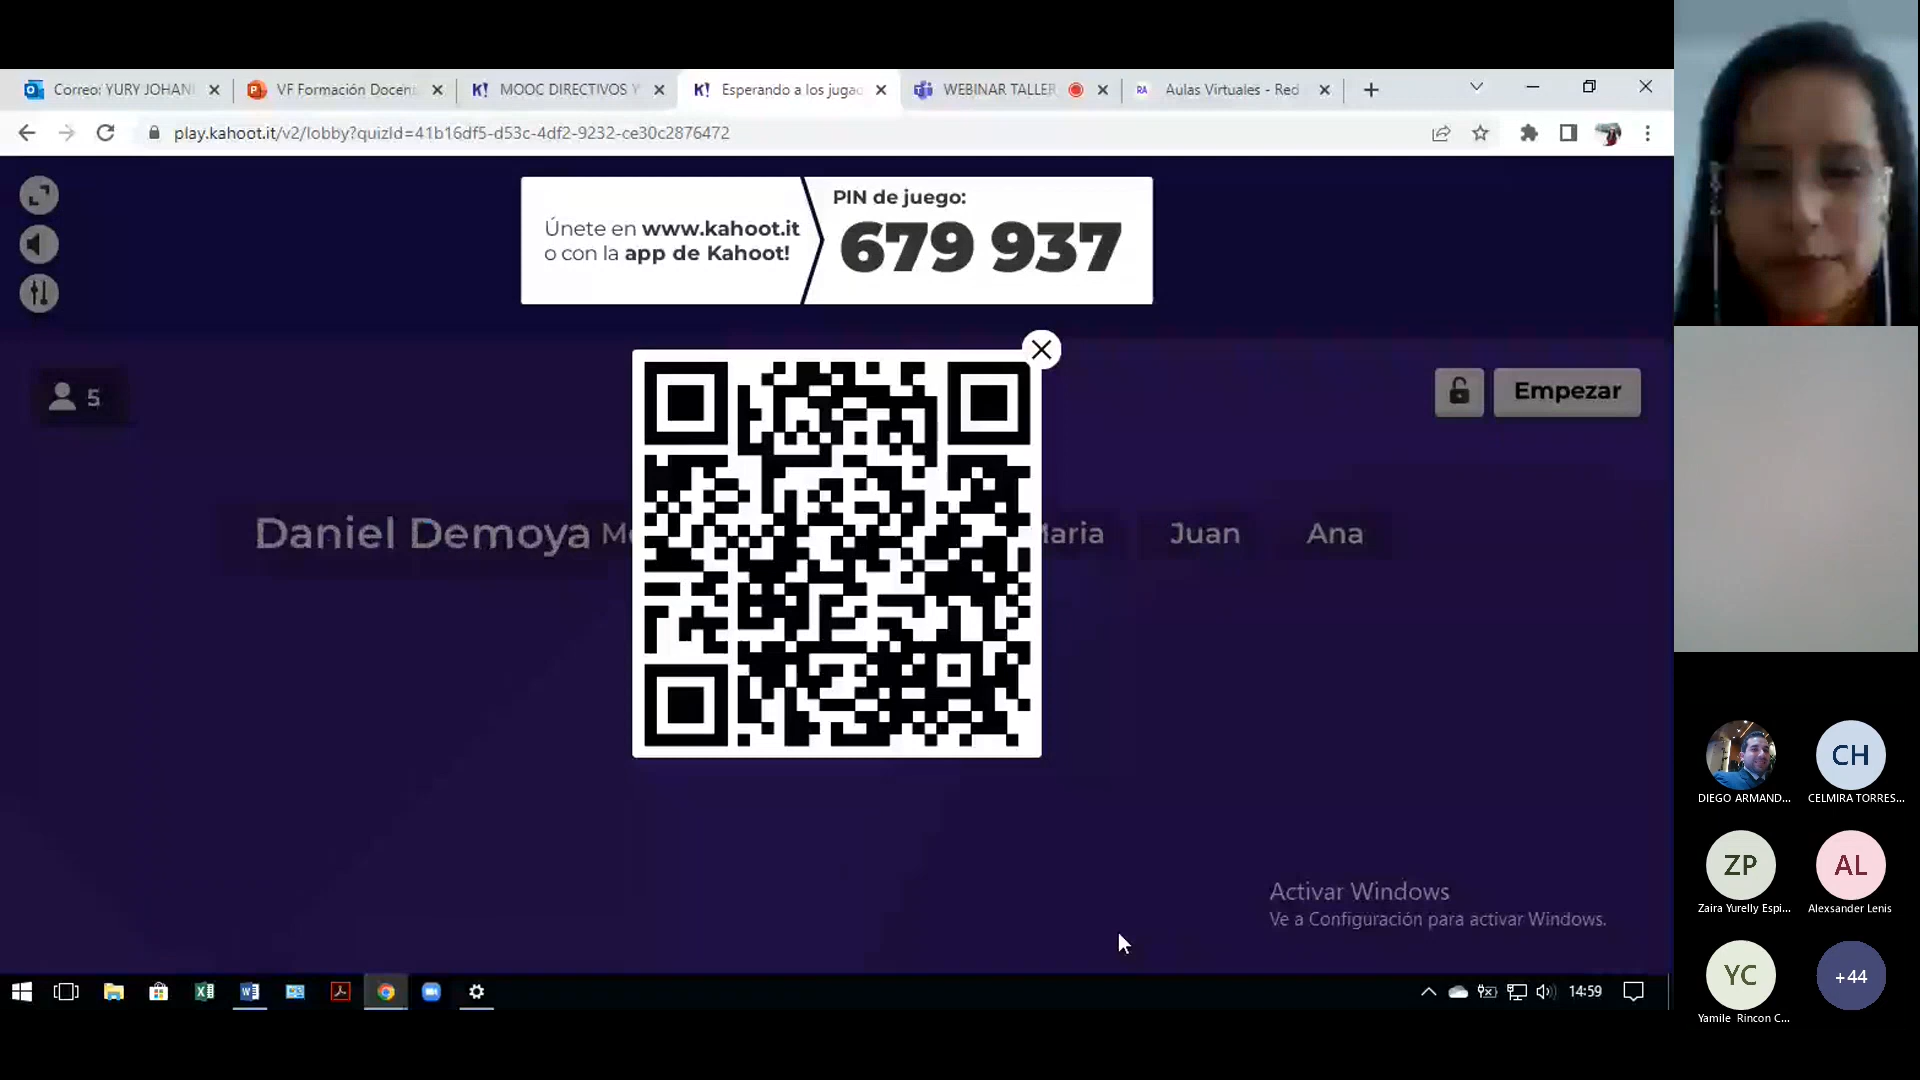 Correo: YURY JOHAN
VF Formación Docen
MOOC DIRECTIVOS Y
Esperando a los jugad
WEBINAR TALLER
RA
Aulas Virtuales - Red
play.kahoot.it/v2/lobby?quizId=41b16df5-d53c-4df2-9232-ce30c2876472
Únete en www.kahoot.it
o con la app de Kahoot!
PIN de juego:
679 937
5
Empezar
Daniel Demoya
Maria
Juan
Ana
Activar Windows
Ve a Configuración para activar Windows.
14:59
DIEGO ARMAND...
CH
CELMIRA TORRES...
ZP
Zaira Yurelly Espi...
AL
Alexsander Lenis
YC
Yamile Rincon C...
+44